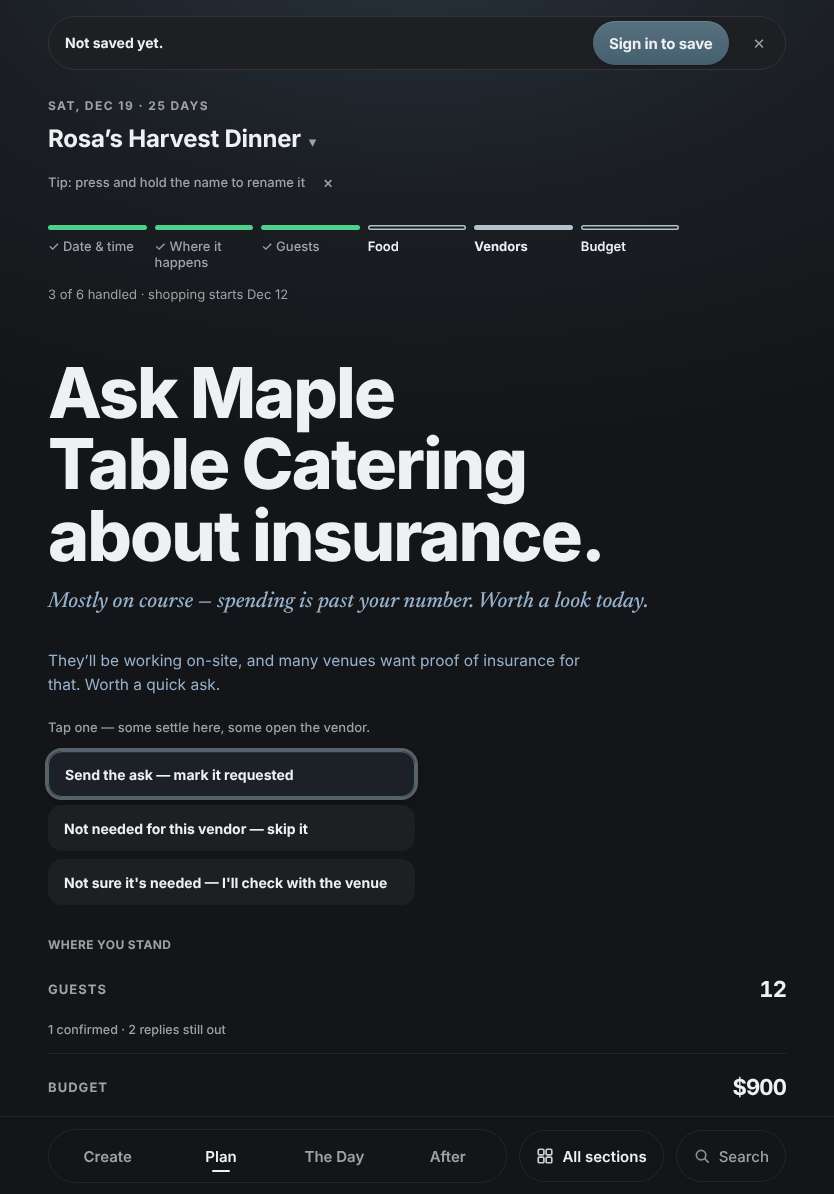 Not saved yet.
Sign in to save
×
SAT, DEC 19 · 25 DAYS
Rosa’s Harvest Dinner ▾
Tip: press and hold the name to rename it ×
✓ Date & time
✓ Where it
happens
✓ Guests
Food
Vendors
Budget
3 of 6 handled · shopping starts Dec 12
Ask Maple
Table Catering
about insurance.
Mostly on course — spending is past your number. Worth a look today.
They’ll be working on-site, and many venues want proof of insurance for
that. Worth a quick ask.
Tap one — some settle here, some open the vendor.
Send the ask — mark it requested
Not needed for this vendor — skip it
Not sure it's needed — I'll check with the venue
WHERE YOU STAND
GUESTS
12
1 confirmed · 2 replies still out
BUDGET
$900
Create
Plan
The Day
After
All sections
Search